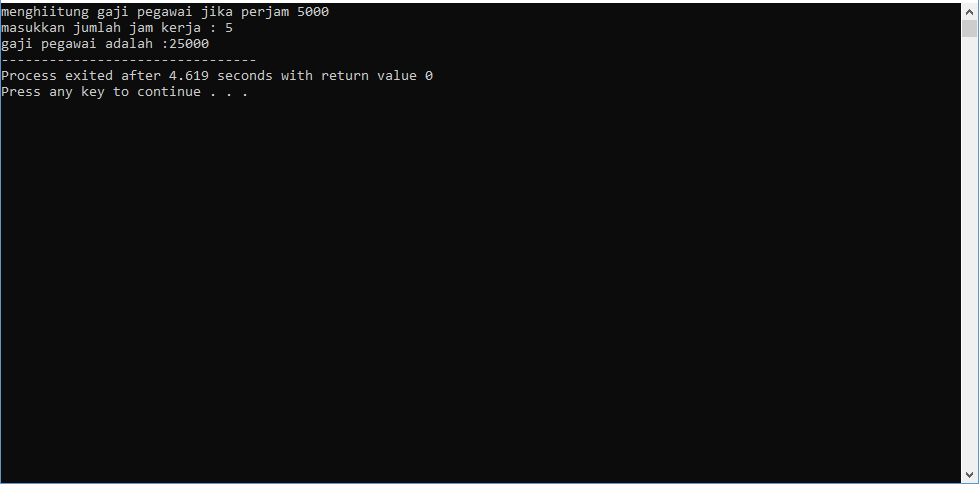 menghiitung gaji pegawai jika perjam 5000
masukkan jumlah jam kerja : 5
gaji pegawai adalah :25000
--------------------------------
Process exited after 4.619 seconds with return value 0
Press any key to continue . . .